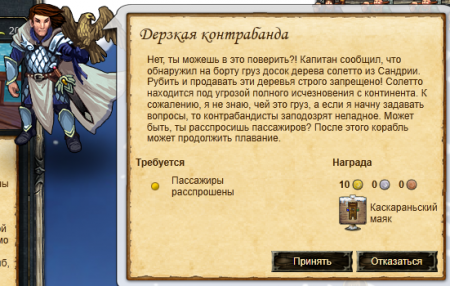 Дерзкая контрабанда
Нет, ты можешь в это поверить?! Капитан сообщил, что
обнаружил на борту груз досок дерева солетто из Сандрии.
Рубить и продавать эти деревья строго запрещено! Солетто
находится под угрозой полного исчезновения с континента. К
сожалению, я не знаю, чей это груз, а если я начну задавать
вопросы, то контрабандисты заподозрят неладное. Может
быть, ты расспросишь пассажиров? После этого корабль
может продолжить плавание.
Требуется
Награда
Пассажиры
расспрошены
10 0 0
Каскараньский
маяк
Принять
Отказаться